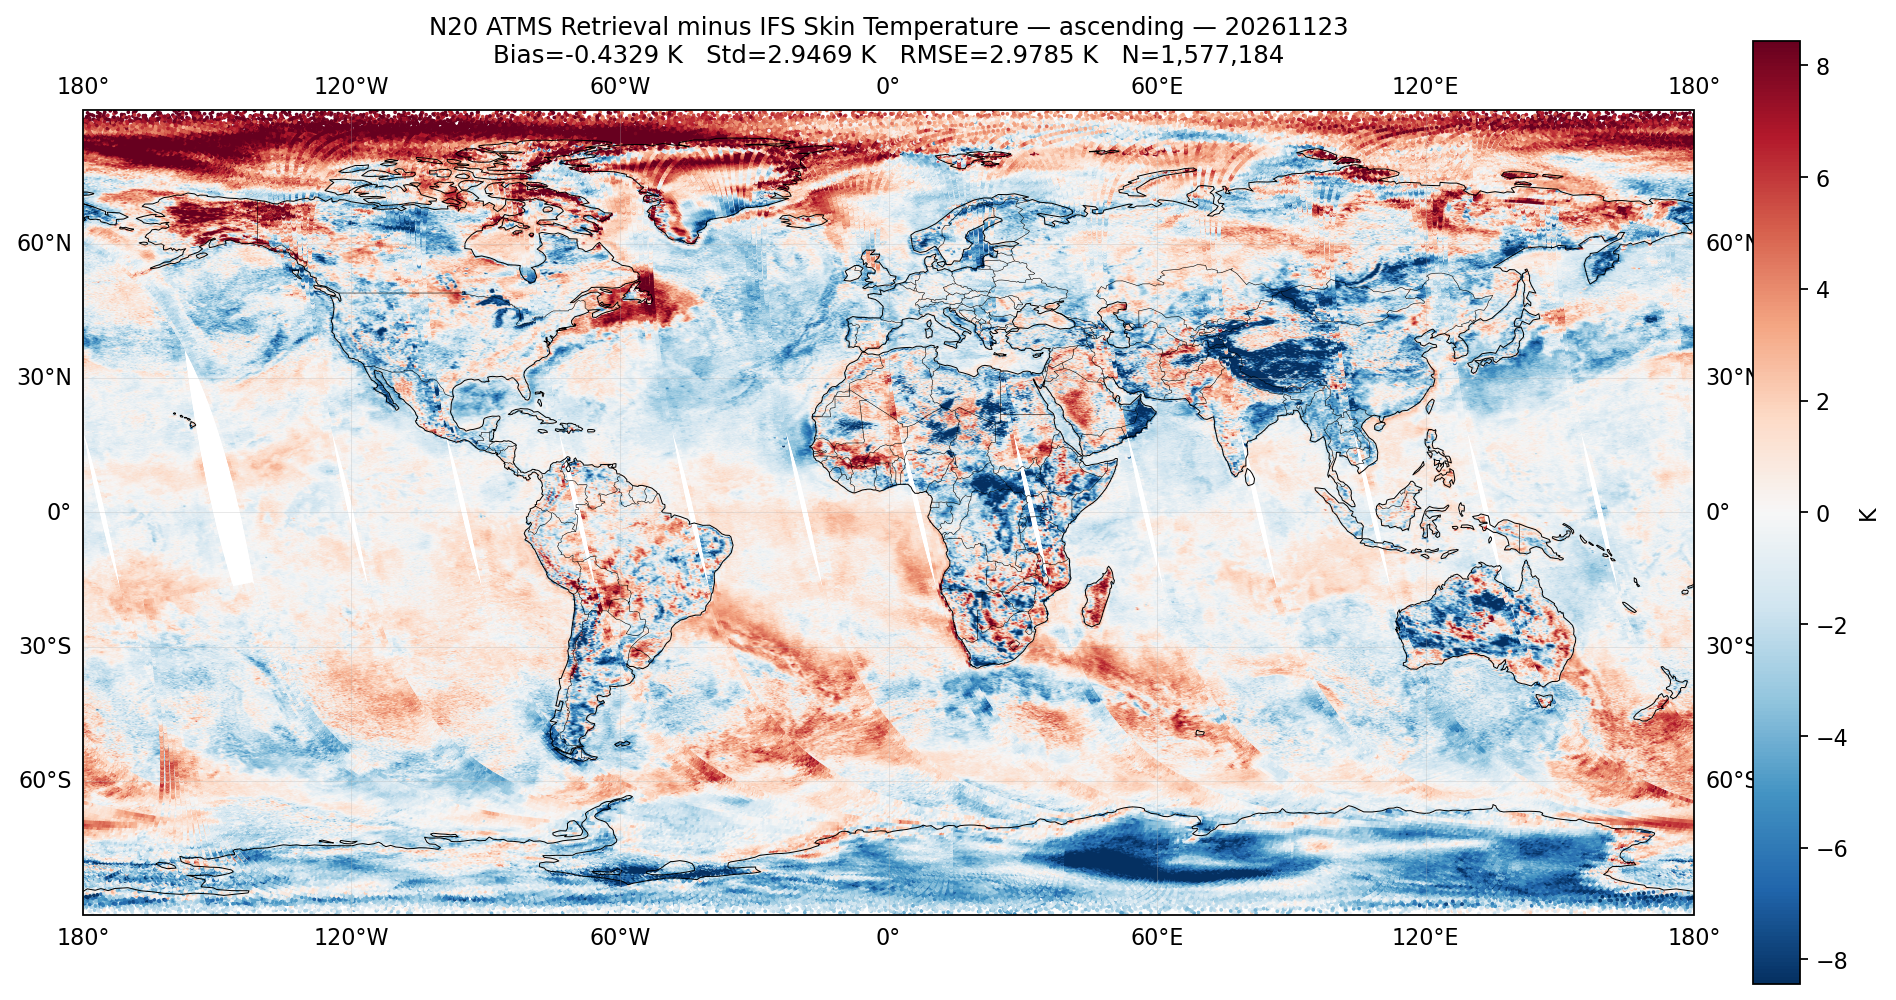 N20 ATMS Retrieval minus IFS Skin Temperature — ascending — 20261123
Bias=-0.4329 K Std=2.9469 K RMSE=2.9785 K N=1,577,184
180° 120°W 60°W 0° 60°E 120°E 180°
60°N 60°N
30°N 30°N
0° 0°
30°S 30°S
60°S 60°S
180° 120°W 60°W 0° 60°E 120°E 180°
8
6
4
2
0
−2
−4
−6
−8
K